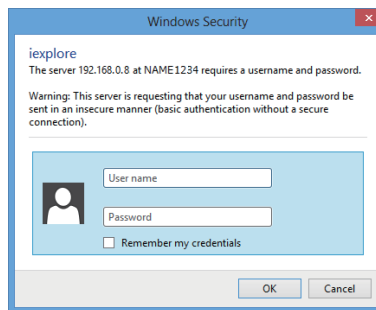 Windows Security
iexplore
The server 192.168.0.8 at NAME1234 requires a username and password.
Warning: This server is requesting that your username and password be
sent in an insecure manner (basic authentication without a secure
connection).
User name
Password
Remember my credentials
OK Cancel